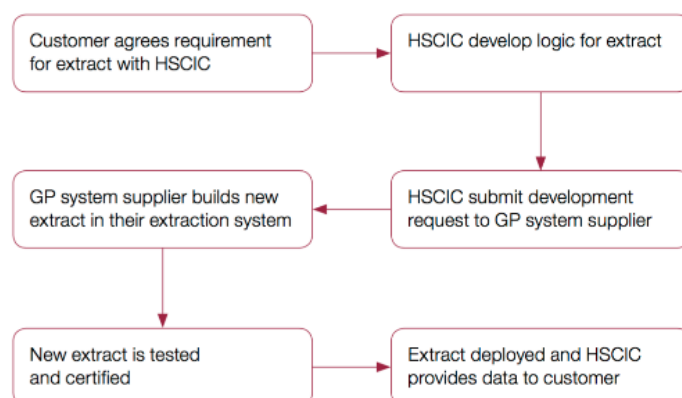 Customer agrees requirement
for extract with HSCIC
HSCIC develop logic for extract
HSCIC submit development
request to GP system supplier
GP system supplier builds new
extract in their extraction system
New extract is tested
and certified
Extract deployed and HSCIC
provides data to customer